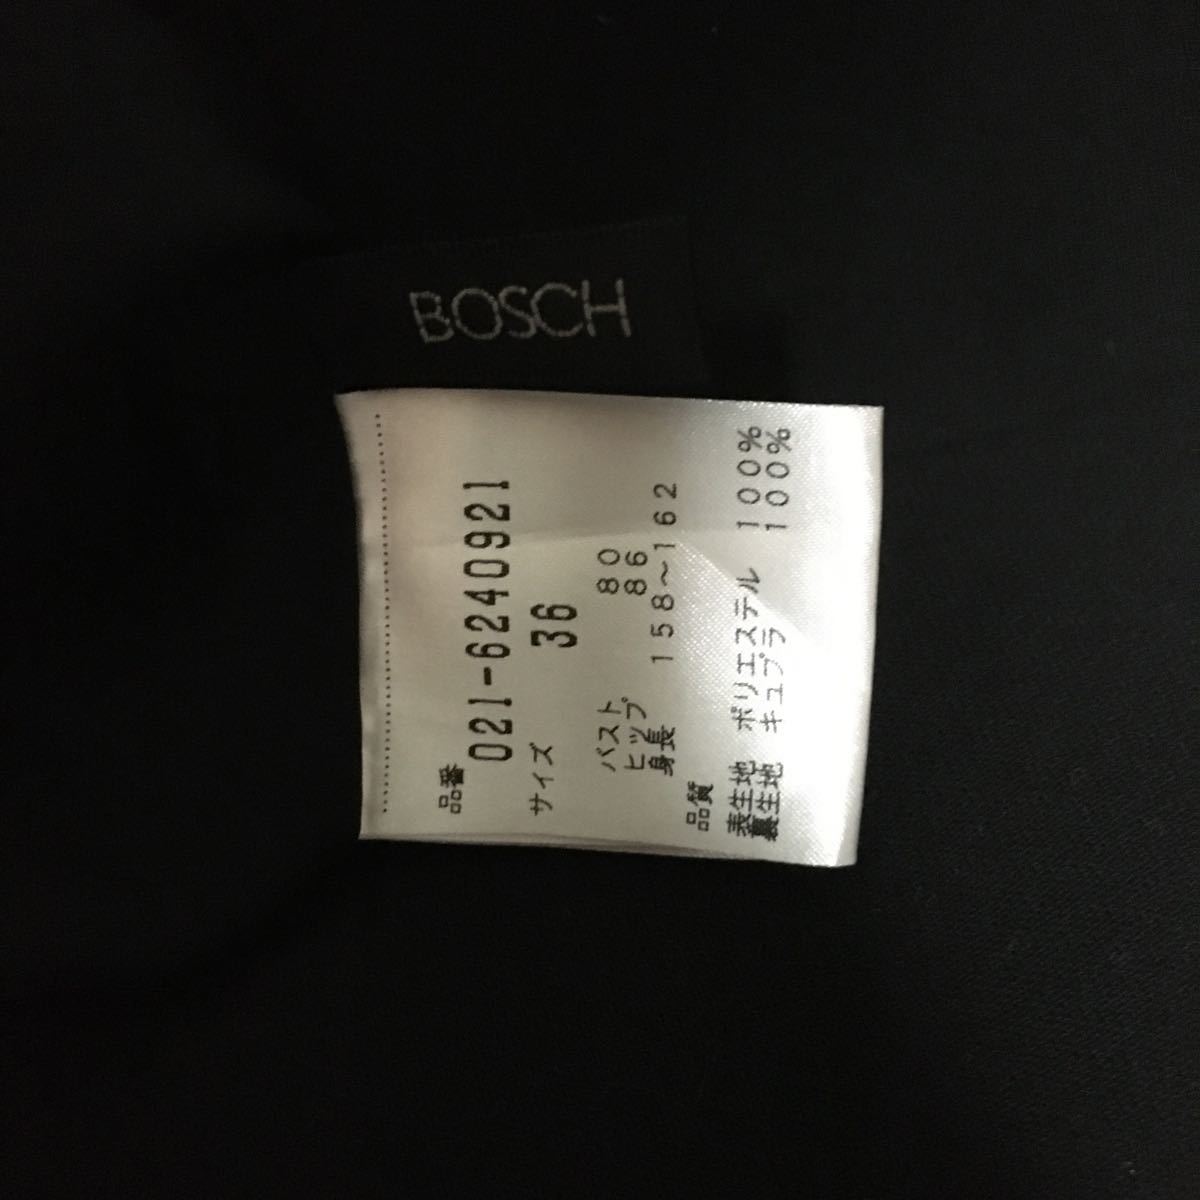 BOSCH
品番
021-6240921
サイズ 36
バスト 80
ヒップ 86
身長 158~162
品質
表生地 ポリエステル 100%
裏生地 キュプラ 100%